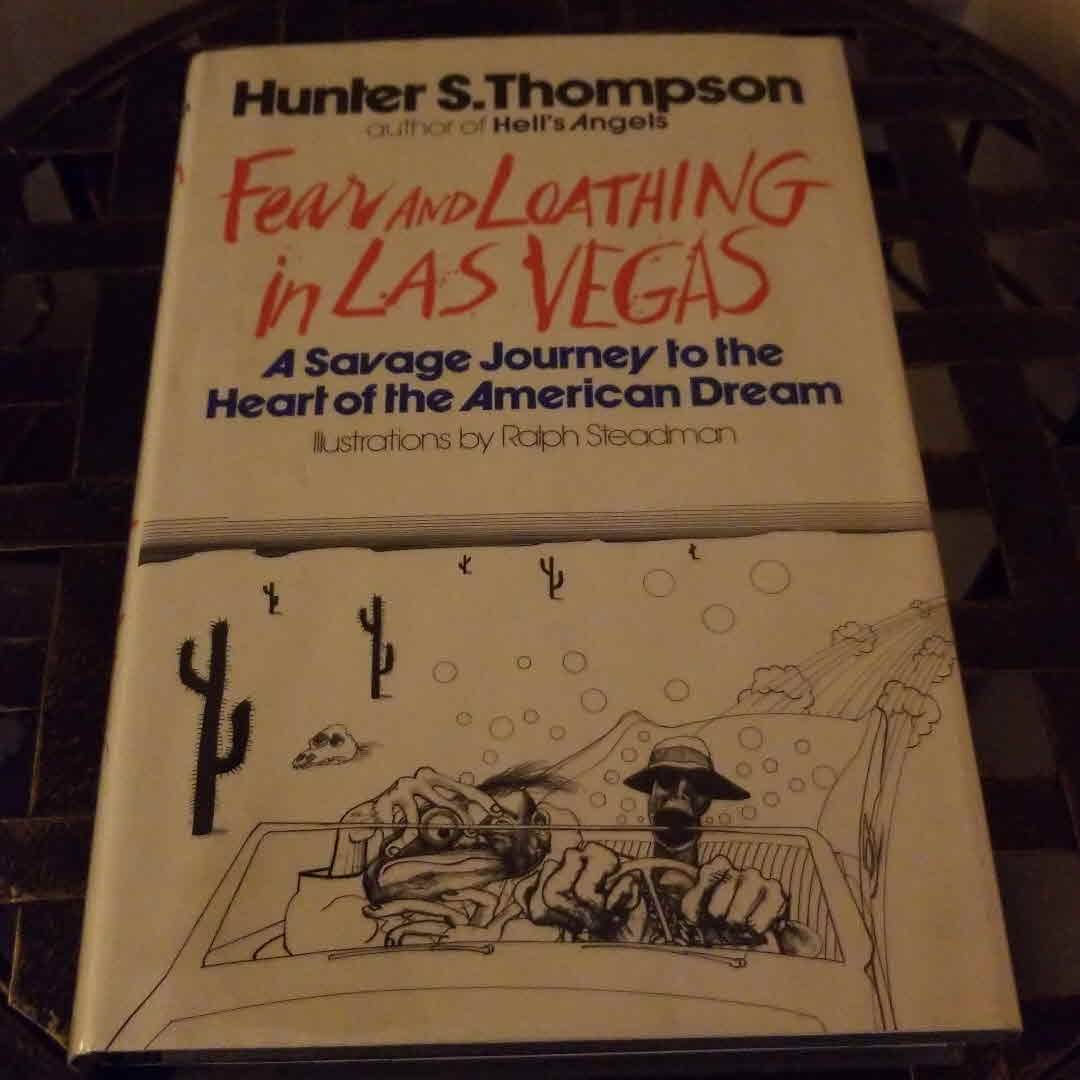 Hunter S. Thompson
author of Hell's Angels
Fear AND LOATHING
in LAS VEGAS
A Savage Journey to the
Heart of the American Dream
Illustrations by Ralph Steadman